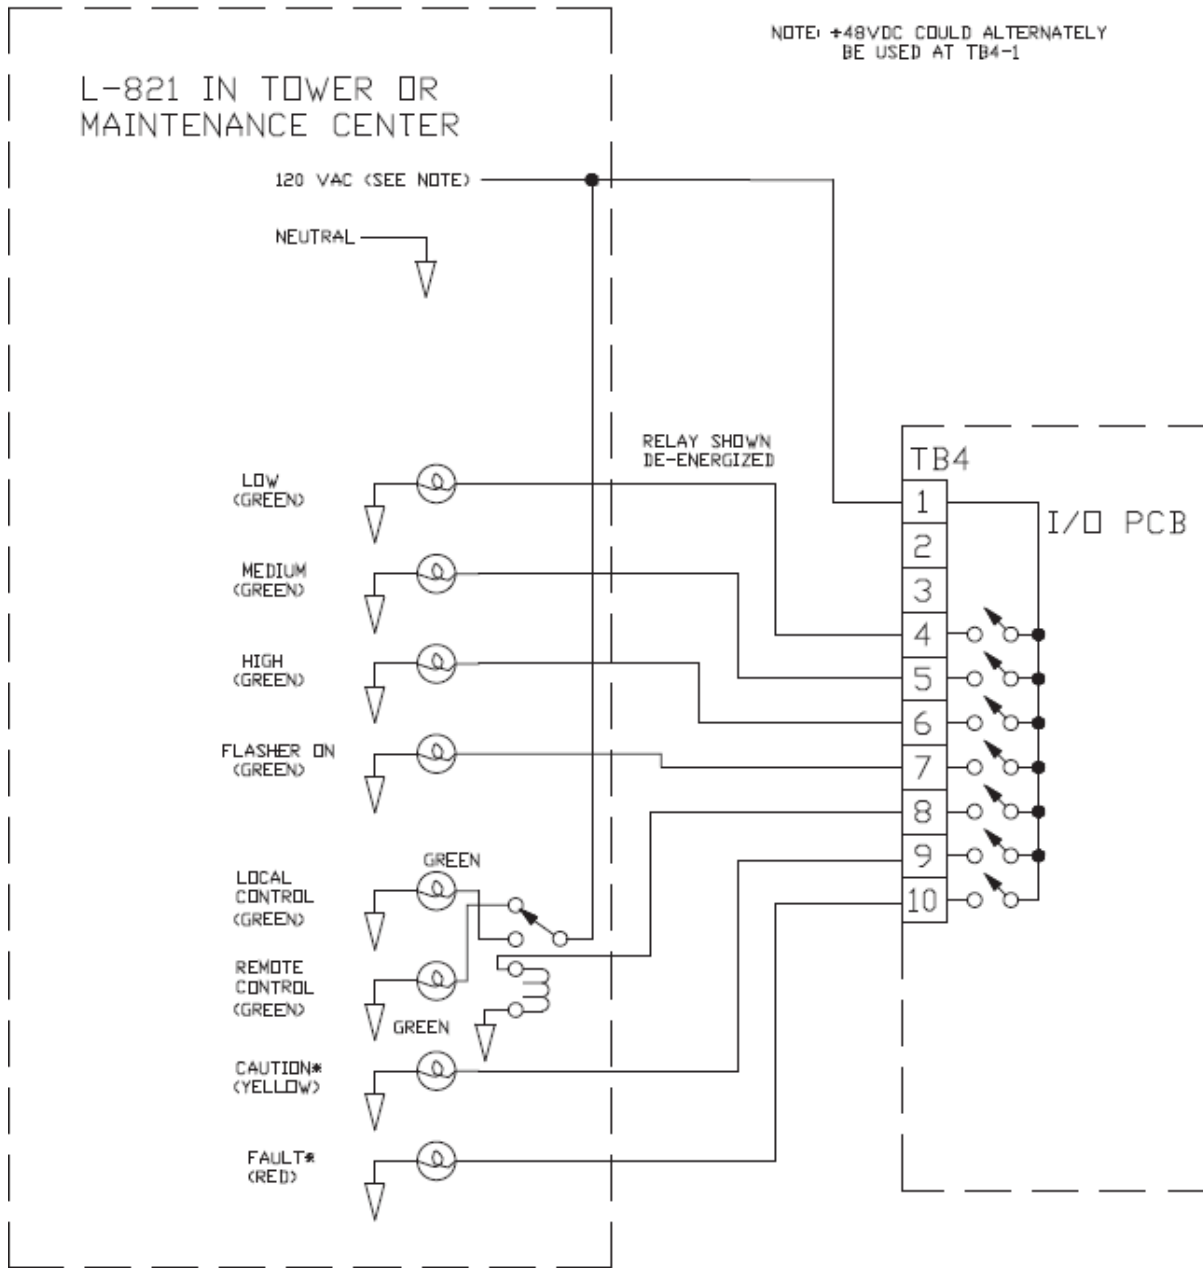 NOTE: +48VDC COULD ALTERNATELY
BE USED AT TB4-1
L-821 IN TOWER OR
MAINTENANCE CENTER
120 VAC (SEE NOTE)
NEUTRAL
RELAY SHOWN
DE-ENERGIZED
TB4
I/O PCB
1
2
3
4
5
6
7
8
9
10
LOW
(GREEN)
MEDIUM
(GREEN)
HIGH
(GREEN)
FLASHER ON
(GREEN)
GREEN
LOCAL
CONTROL
(GREEN)
REMOTE
CONTROL
(GREEN)
GREEN
CAUTION*
(YELLOW)
FAULT*
(RED)